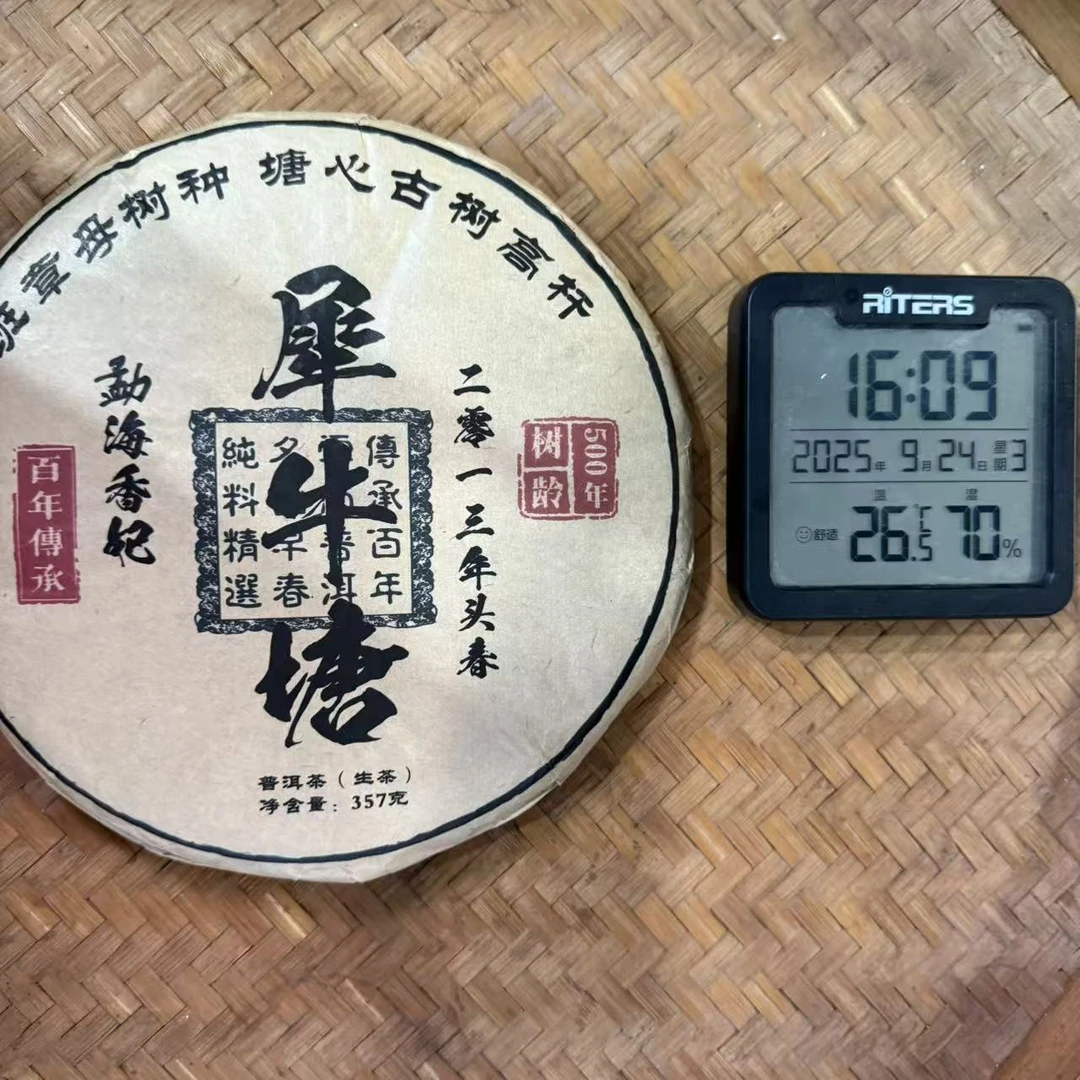 班章母树种 塘心古树高杆
犀牛塘
二零一三年头春
500年
树龄
勐海香妃
百年傳承
傳承百年
普洱
早春
純料精選
普洱茶（生茶）
净含量：357克
RITERS
16:09
2025年 9月24日 星期3
温 湿
舒适 26.5℃ 70%